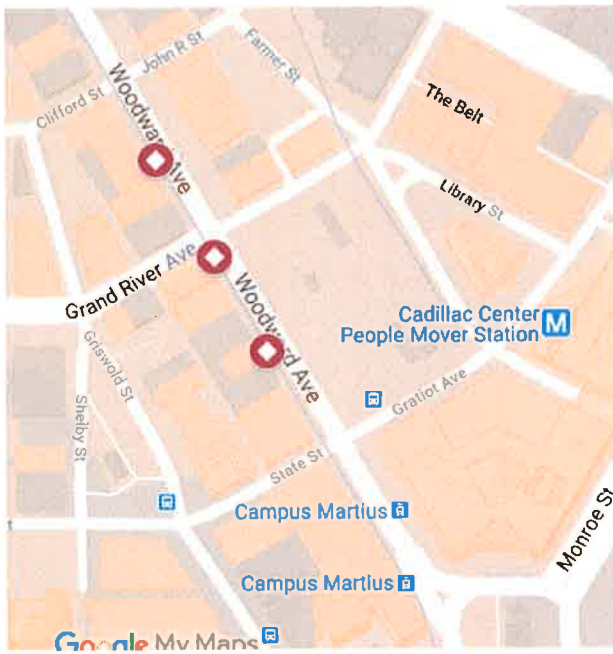 John R St
Farmer St
Clifford St
Woodward Ave
The Belt
Library St
Grand River Ave
Woodward Ave
Cadillac Center
People Mover Station
M
Griswold St
Shelby St
Gratiot Ave
State St
Campus Martius
t
Monroe St
Campus Martius
Google My Maps